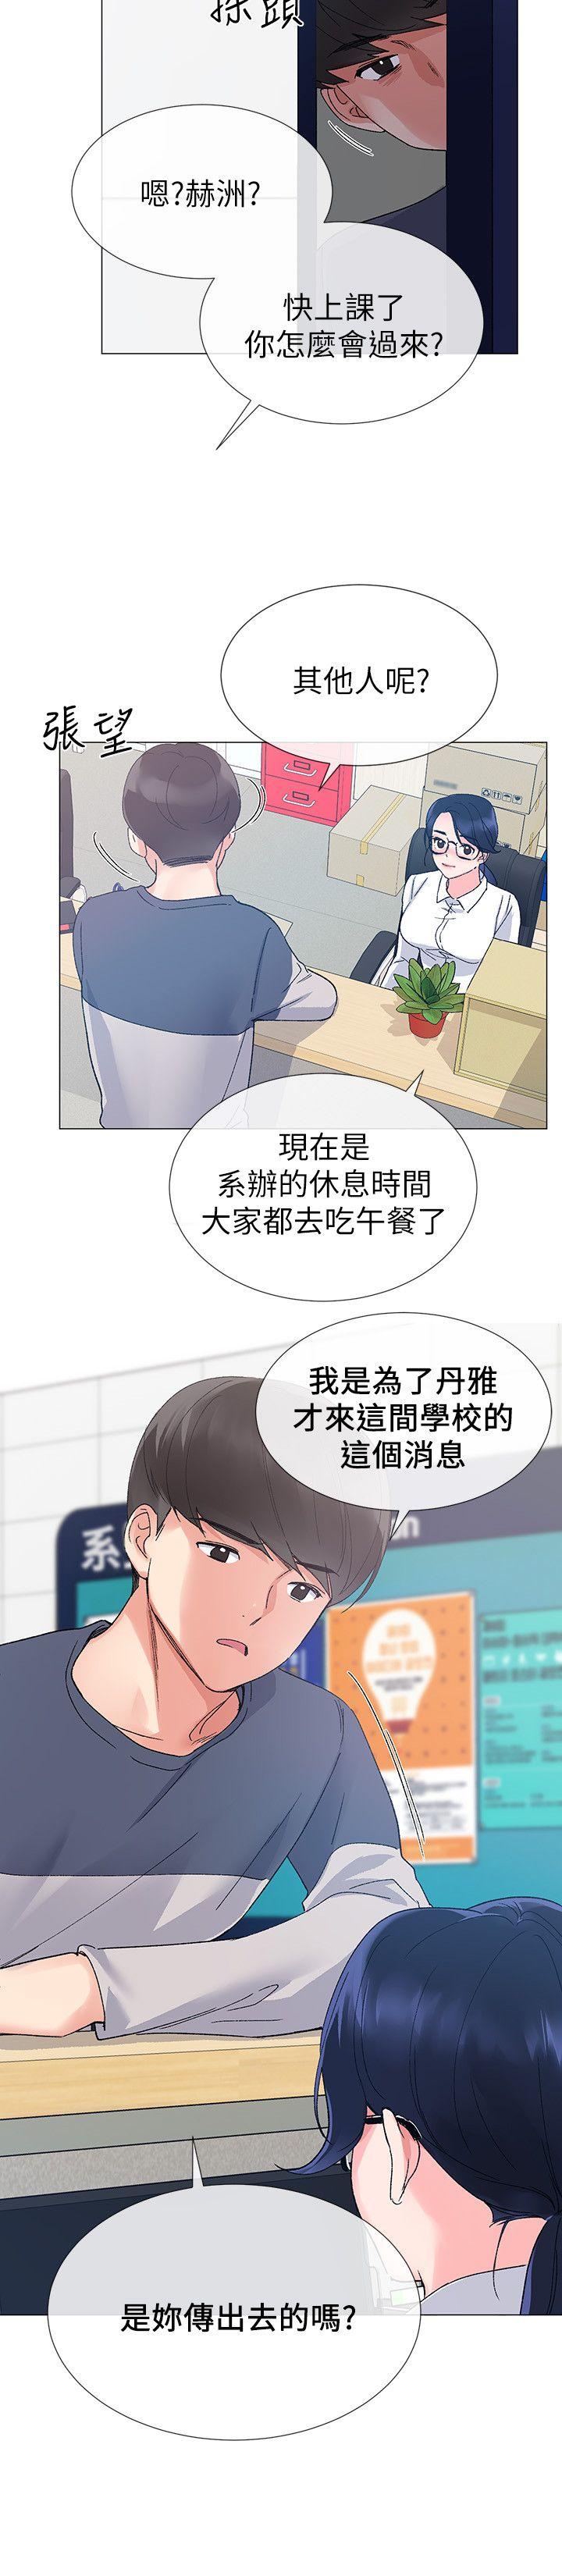 探頭
嗯?赫洲?
快上課了
你怎麼會過來?
其他人呢?
張望
現在是
系辦的休息時間
大家都去吃午餐了
我是為了丹雅
才來這間學校的
這個消息
系
n
是妳傳出去的嗎?